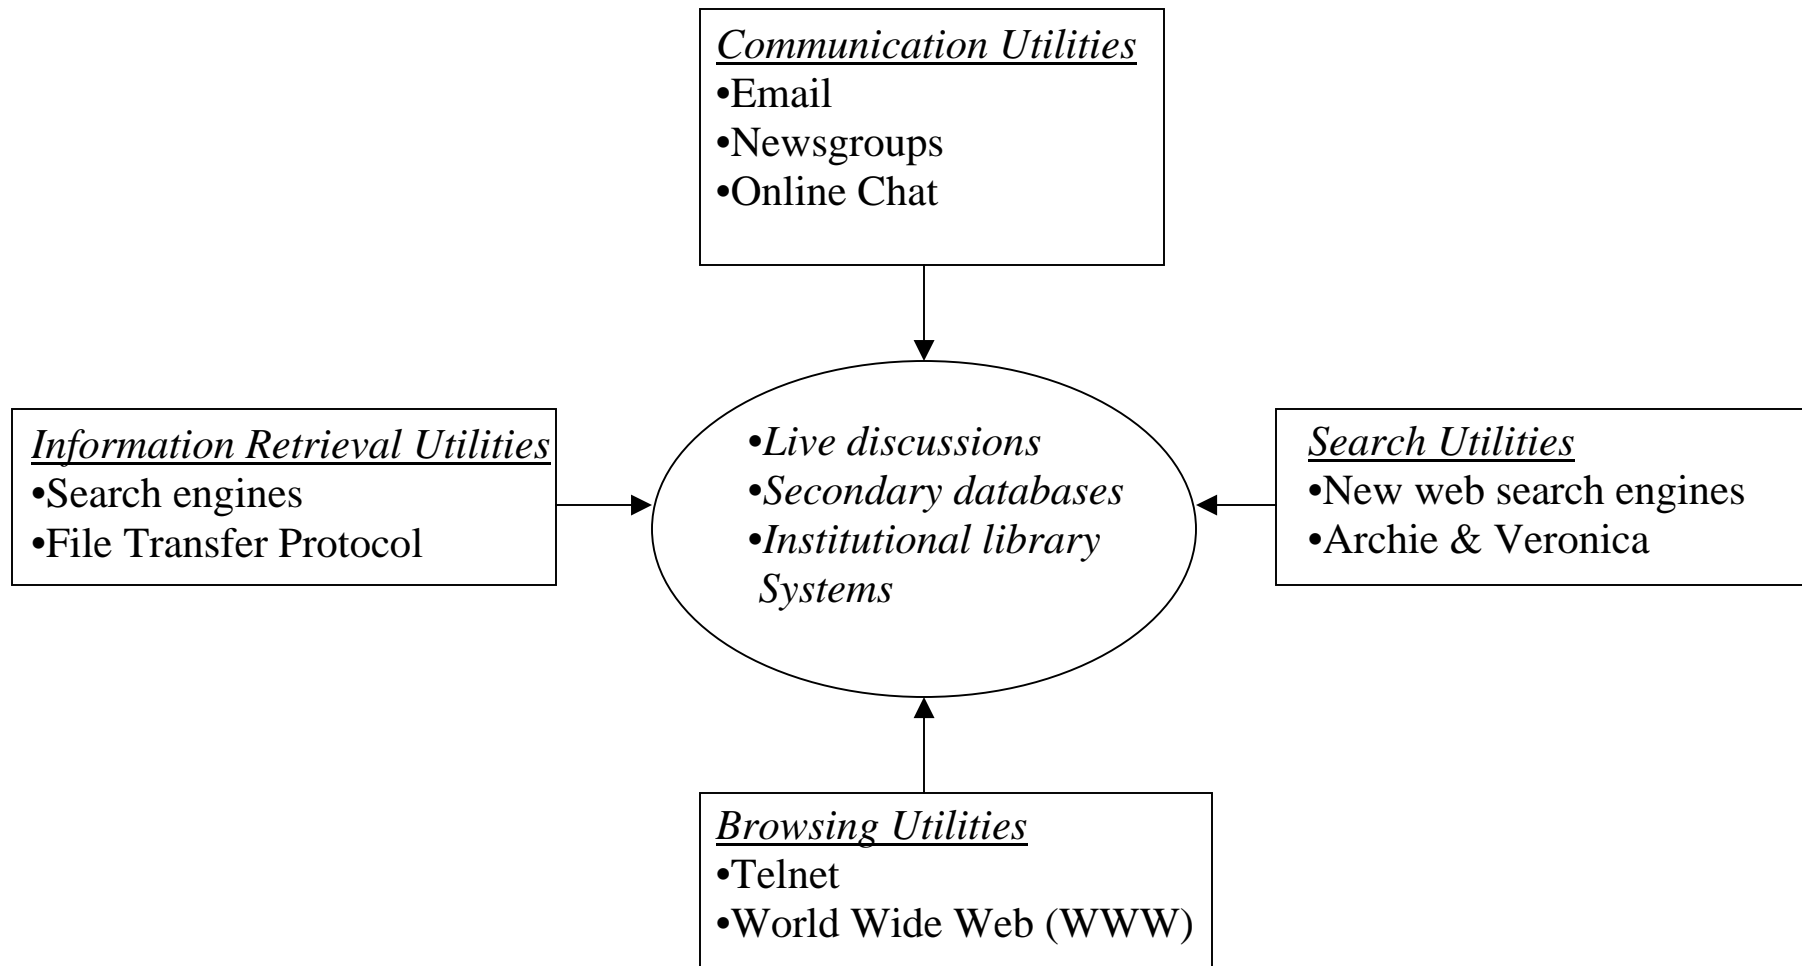 Communication Utilities
•Email
•Newsgroups
•Online Chat
Information Retrieval Utilities
•Search engines
•File Transfer Protocol
•Live discussions
•Secondary databases
•Institutional library
Systems
Search Utilities
•New web search engines
•Archie & Veronica
Browsing Utilities
•Telnet
•World Wide Web (WWW)